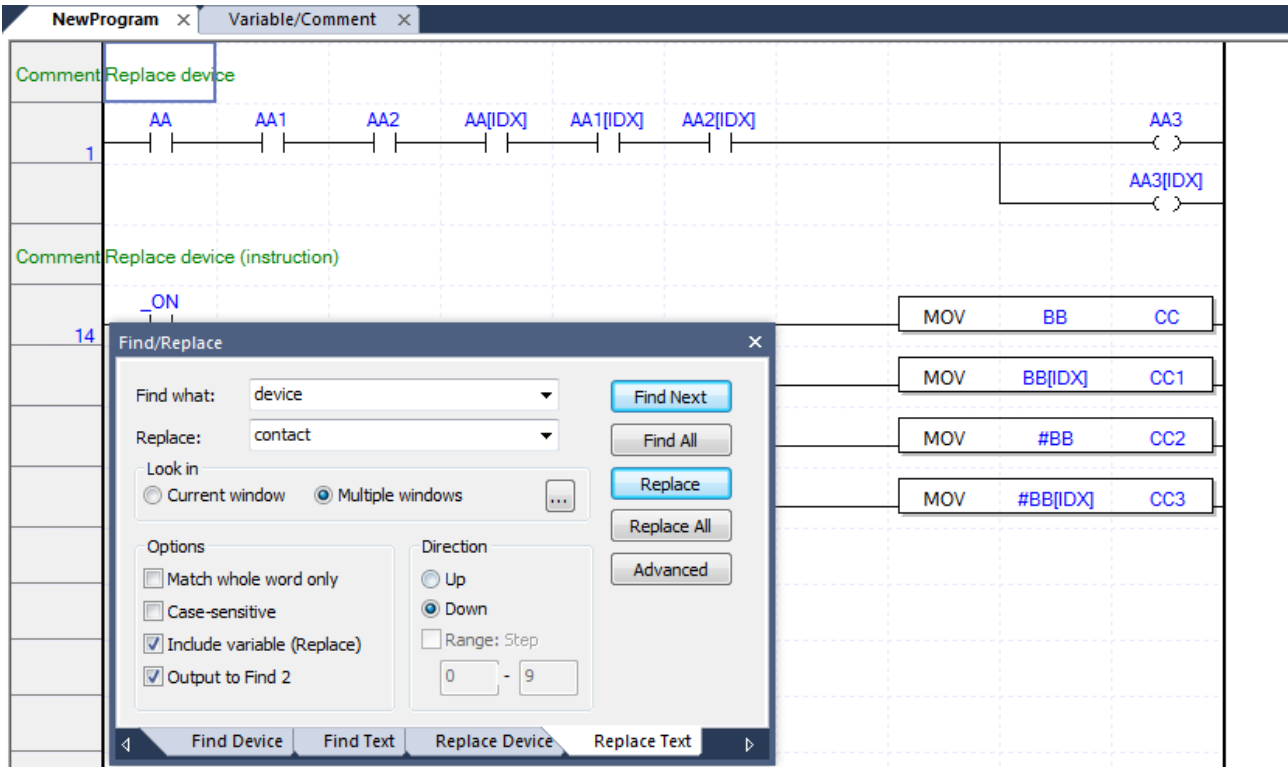 NewProgram × Variable/Comment ×
Comment Replace device
AA AA1 AA2 AA[IDX] AA1[IDX] AA2[IDX] AA3
1
AA3[IDX]
Comment Replace device (instruction)
_ON
14 MOV BB CC
MOV BB[IDX] CC1
MOV #BB CC2
MOV #BB[IDX] CC3
Find/Replace ×
Find what: device Find Next
Replace: contact Find All
Look in
Current window Multiple windows ... Replace
Replace All
Options Direction
Match whole word only Up Advanced
Case-sensitive Down
Include variable (Replace) Range: Step
Output to Find 2 0 - 9
Find Device Find Text Replace Device Replace Text